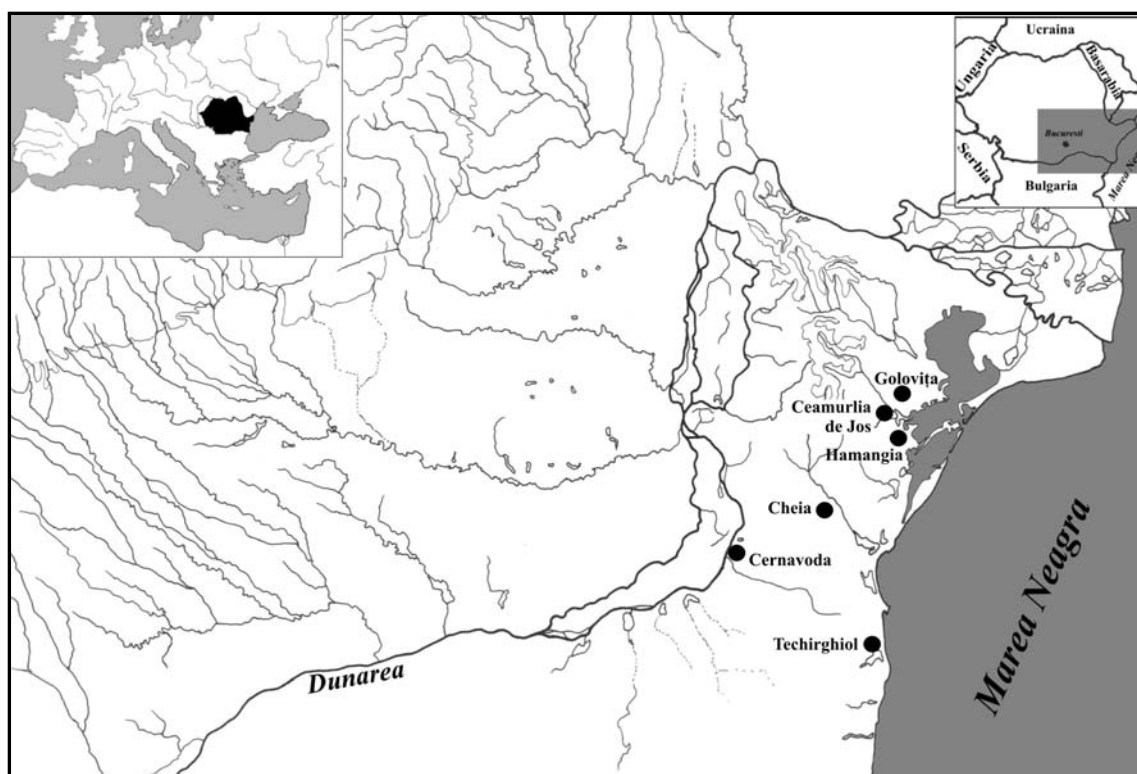 Ucraina
Ungaria
Basarabia
Bucuresti
Serbia
Bulgaria
Golovița
Ceamurlia
de Jos
Hamangia
Cheia
Cernavoda
Techirghiol
Dunarea
Marea Neagra